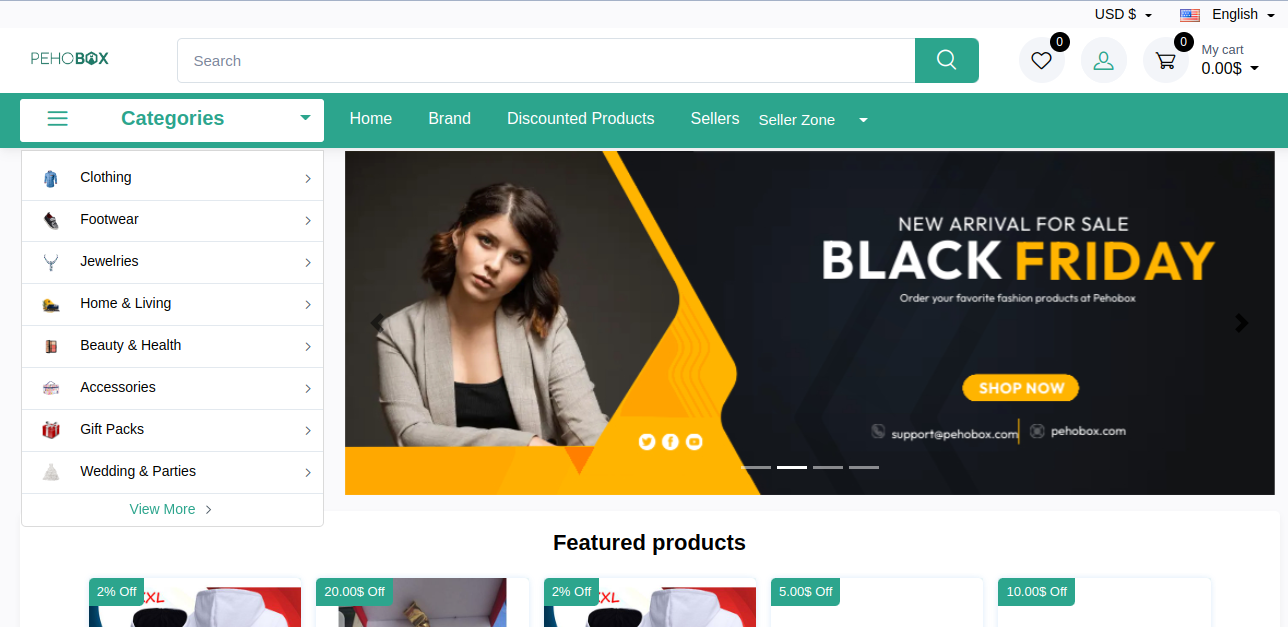 USD $
English
PEHOBOX
Search
0
0
My cart
0.00$
Categories
Home
Brand
Discounted Products
Sellers
Seller Zone
Clothing
Footwear
Jewelries
Home & Living
Beauty & Health
Accessories
Gift Packs
Wedding & Parties
View More
NEW ARRIVAL FOR SALE
BLACK FRIDAY
Order your favorite fashion products at Pehobox
SHOP NOW
support@pehobox.com
pehobox.com
Featured products
2% Off
XXL
20.00$ Off
2% Off
XXL
5.00$ Off
10.00$ Off